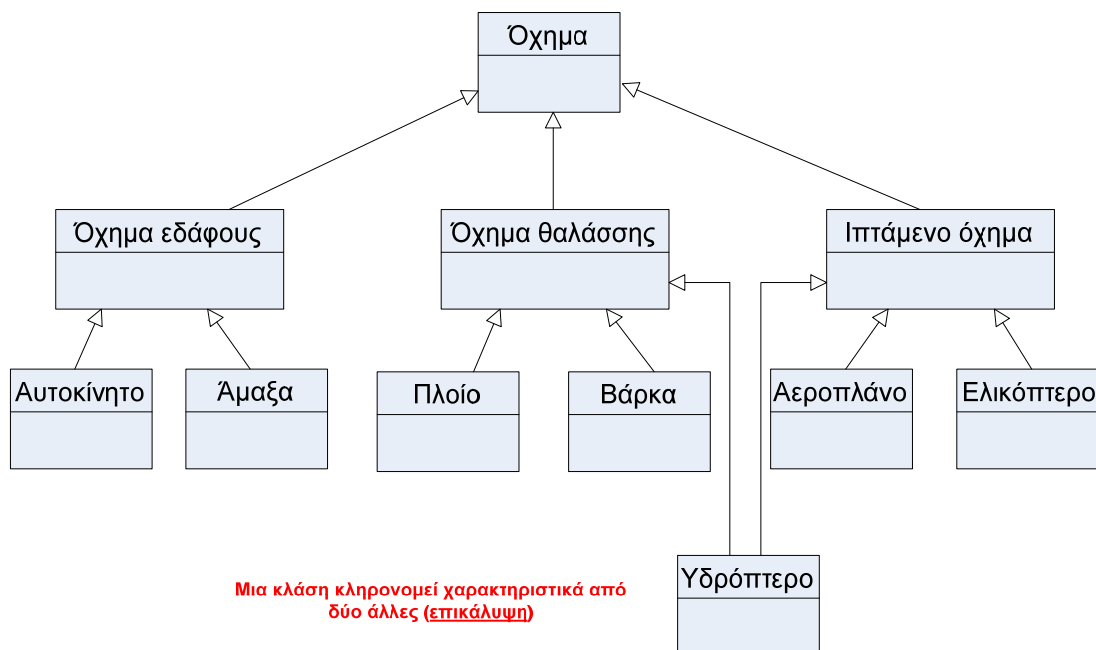 Όχημα
Όχημα εδάφους
Όχημα θαλάσσης
Ιπτάμενο όχημα
Αυτοκίνητο
Άμαξα
Πλοίο
Βάρκα
Αεροπλάνο
Ελικόπτερο
Υδρόπτερο
Μια κλάση κληρονομεί χαρακτηριστικά από
δύο άλλες (επικάλυψη)